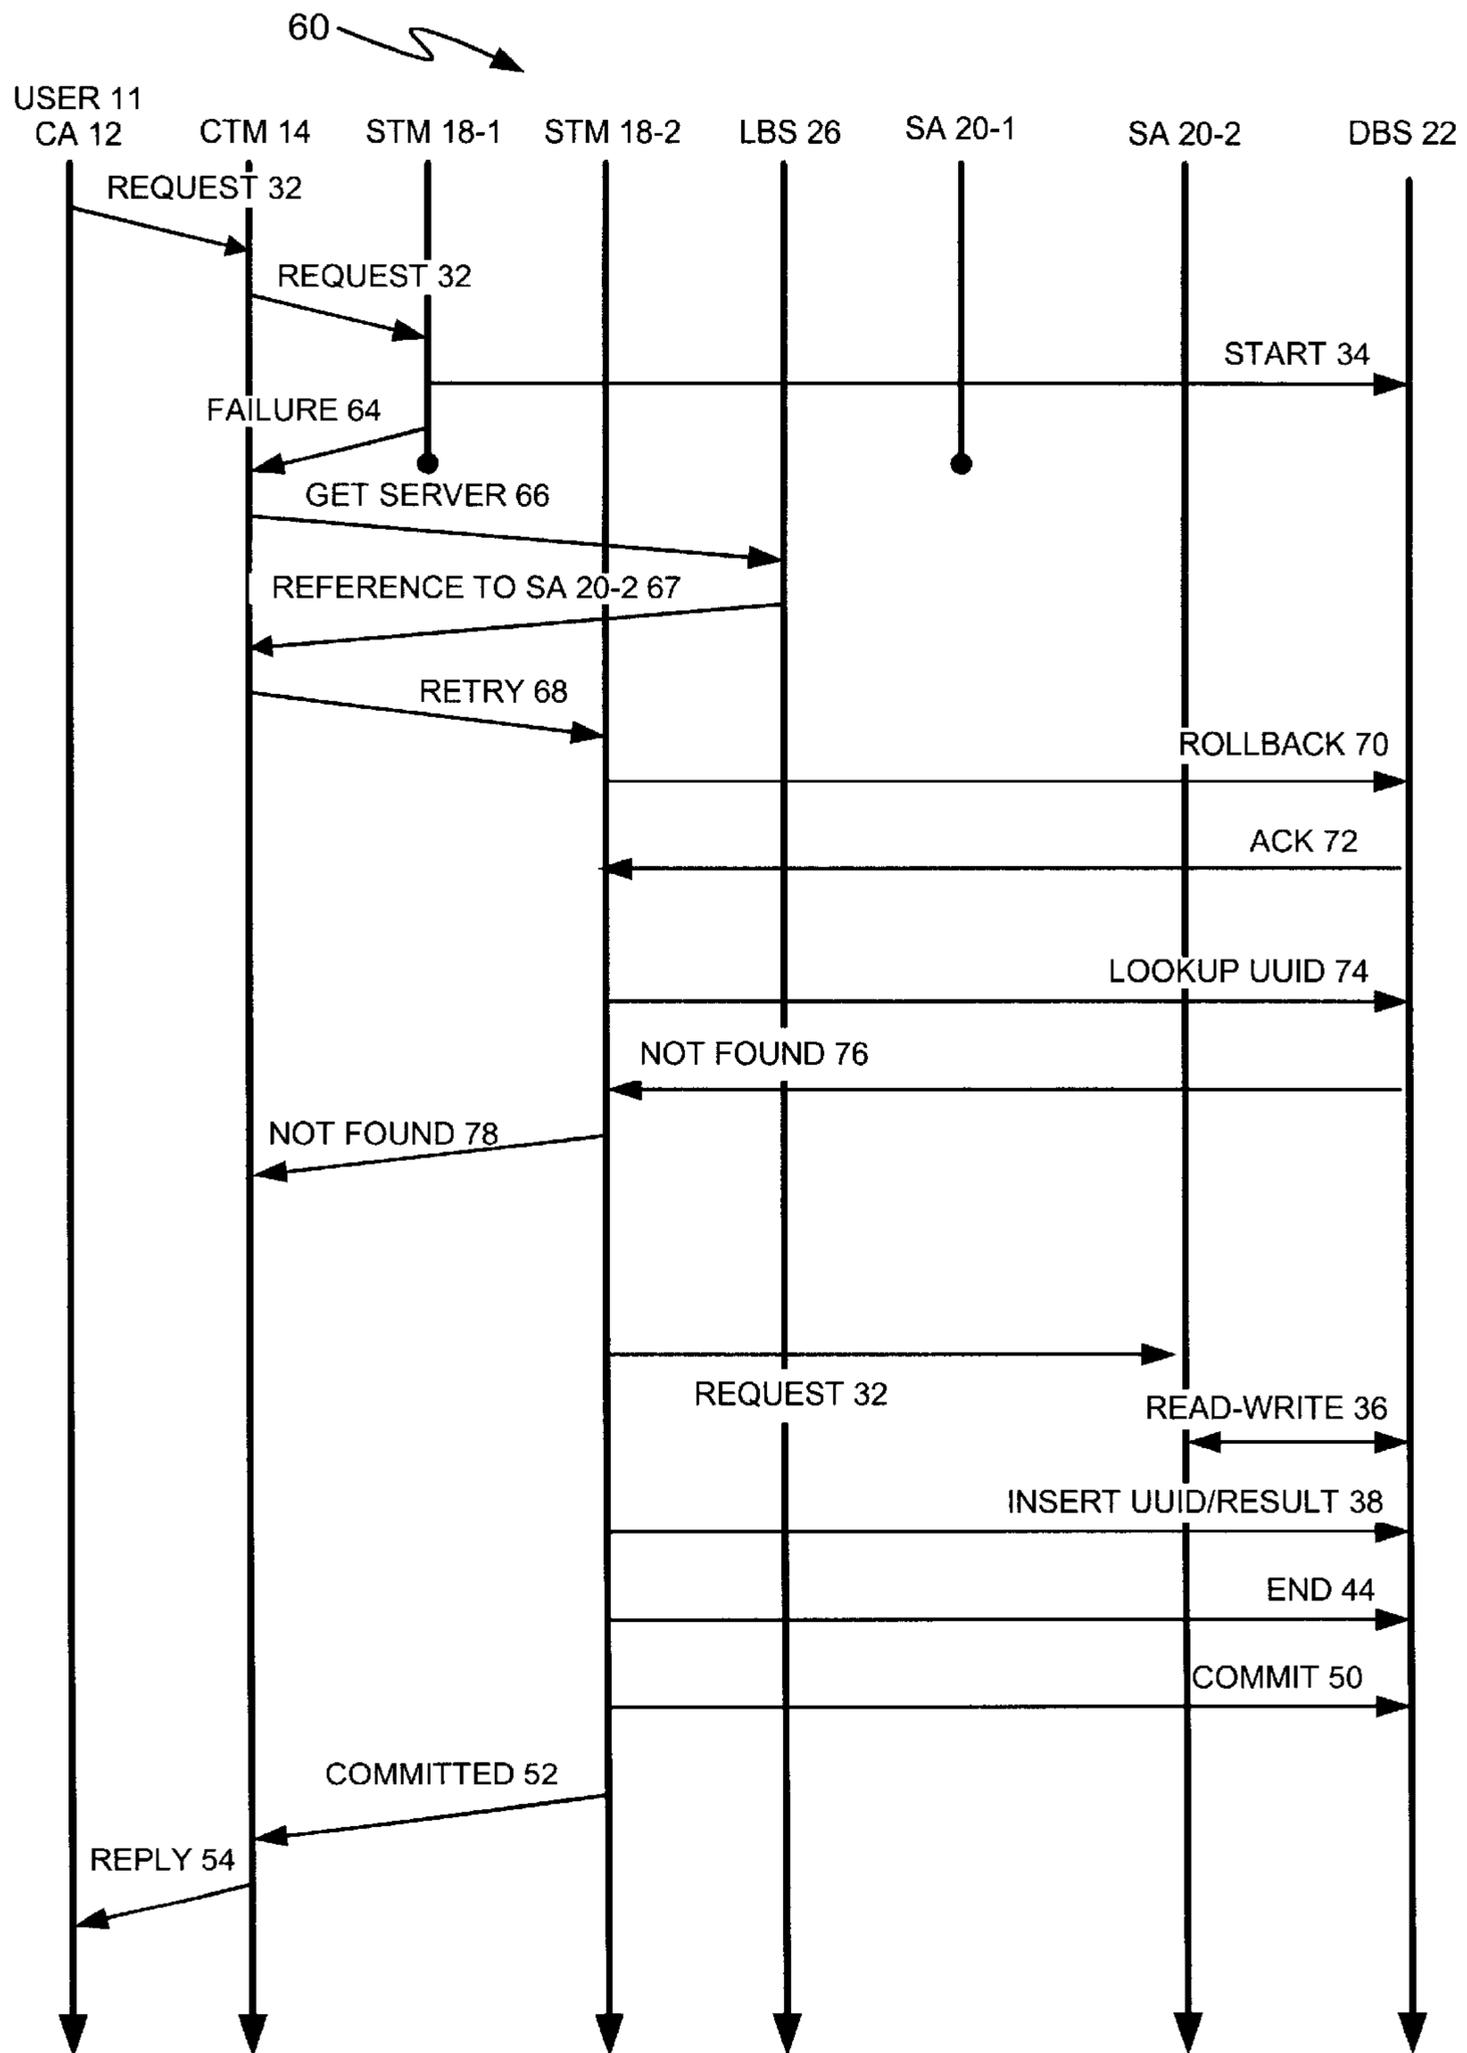 60
USER 11
CA 12
CTM 14
STM 18-1
STM 18-2
LBS 26
SA 20-1
SA 20-2
DBS 22
REQUEST 32
REQUEST 32
START 34
FAILURE 64
GET SERVER 66
REFERENCE TO SA 20-2 67
RETRY 68
ROLLBACK 70
ACK 72
LOOKUP UUID 74
NOT FOUND 76
NOT FOUND 78
REQUEST 32
READ-WRITE 36
INSERT UUID/RESULT 38
END 44
COMMIT 50
COMMITTED 52
REPLY 54